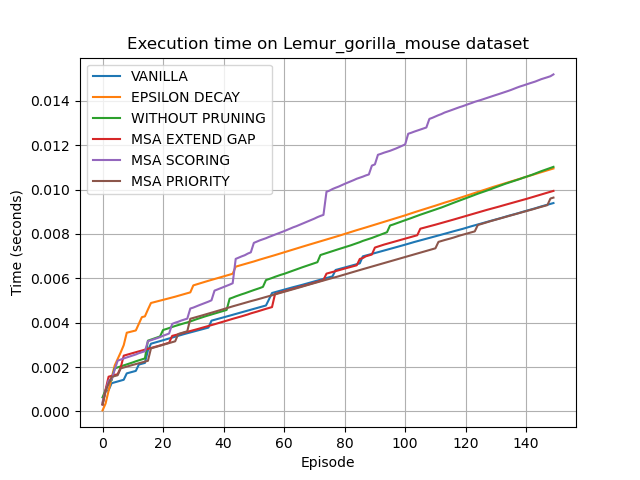 Execution time on Lemur_gorilla_mouse dataset
VANILLA
EPSILON DECAY
WITHOUT PRUNING
MSA EXTEND GAP
MSA SCORING
MSA PRIORITY
Time (seconds)
0.014
0.012
0.010
0.008
0.006
0.004
0.002
0.000
0 20 40 60 80 100 120 140
Episode